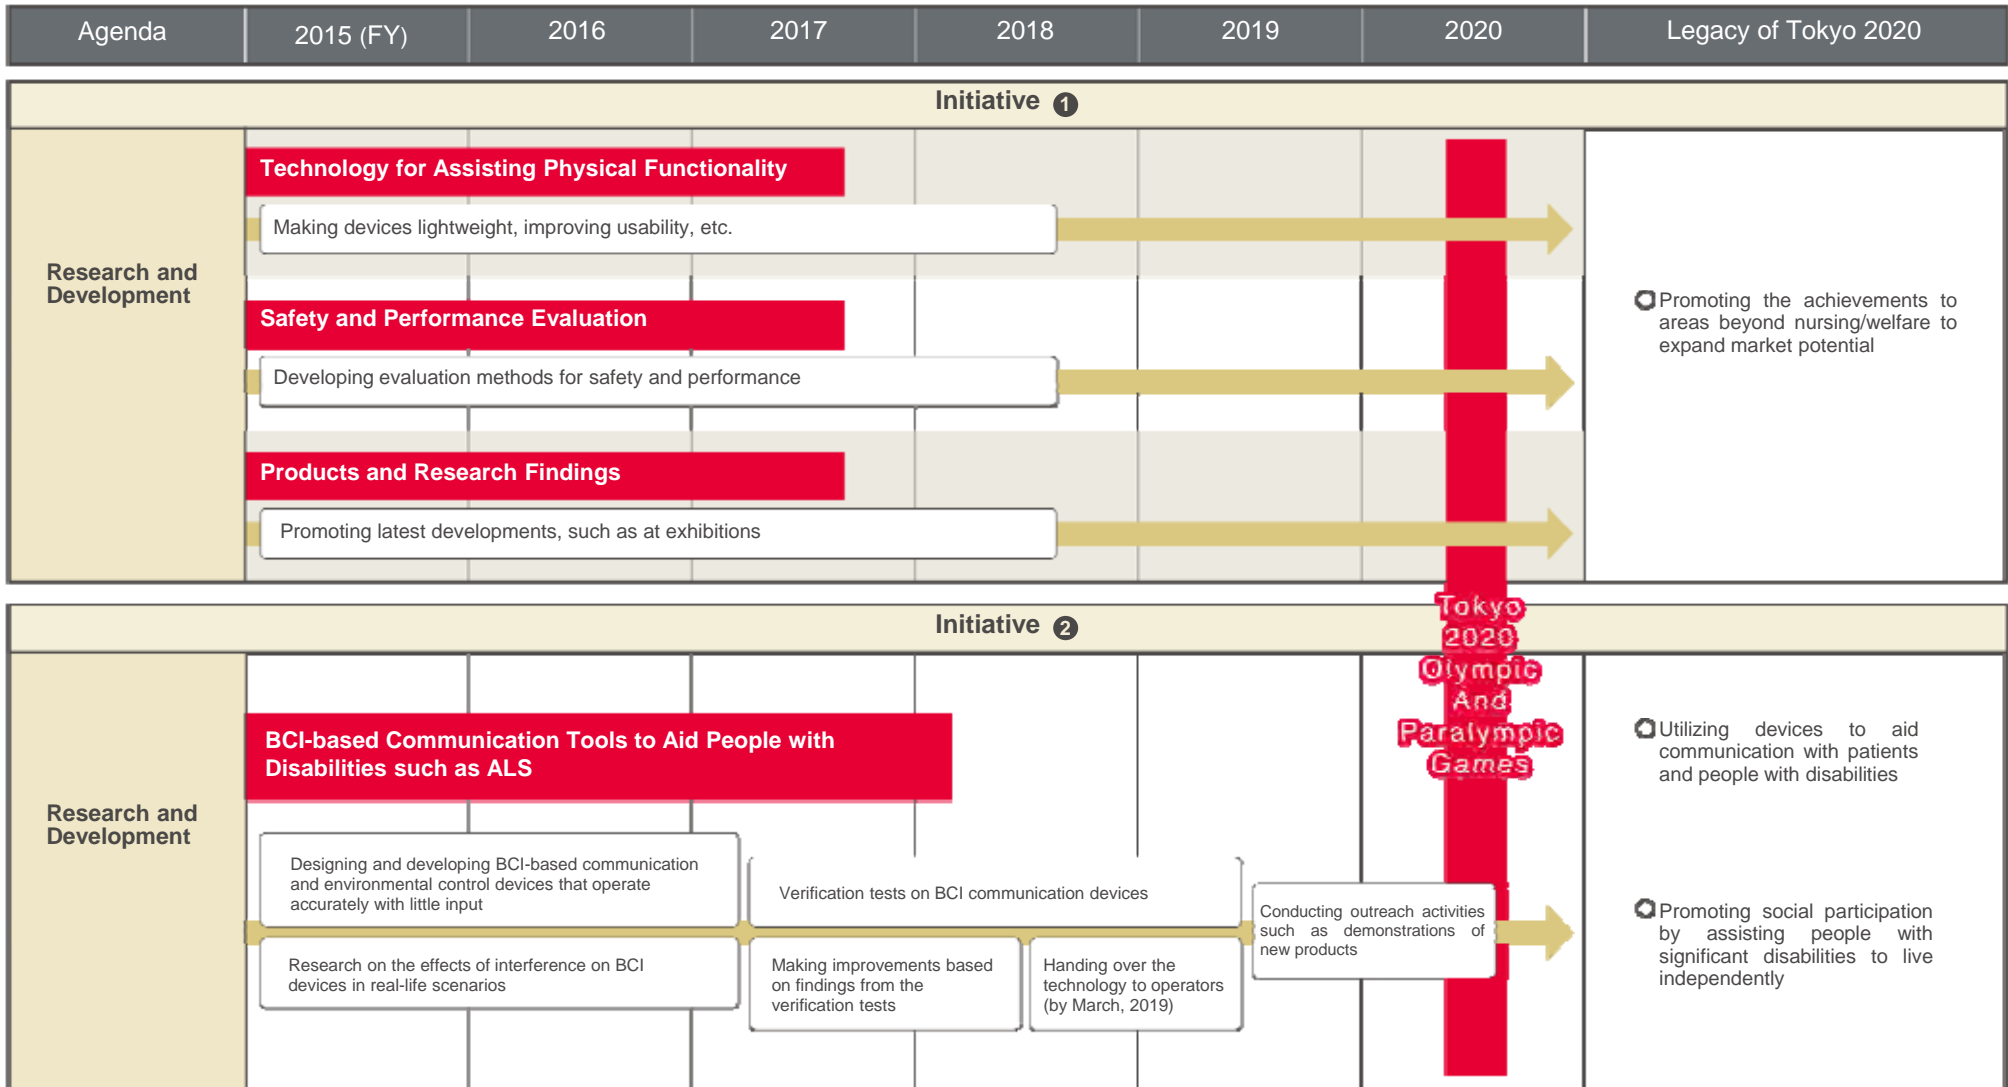 Agenda
2015 (FY)
2016
2017
2018
2019
2020
Legacy of Tokyo 2020
Initiative ❶
Research and
Development
Technology for Assisting Physical Functionality
Making devices lightweight, improving usability, etc.
Safety and Performance Evaluation
Developing evaluation methods for safety and performance
Products and Research Findings
Promoting latest developments, such as at exhibitions
Promoting the achievements to
areas beyond nursing/welfare to
expand market potential
Initiative ❷
Tokyo
2020
Olympic
And
Paralympic
Games
Research and
Development
BCI-based Communication Tools to Aid People with
Disabilities such as ALS
Designing and developing BCI-based communication
and environmental control devices that operate
accurately with little input
Research on the effects of interference on BCI
devices in real-life scenarios
Verification tests on BCI communication devices
Making improvements based
on findings from the
verification tests
Handing over the
technology to operators
(by March, 2019)
Conducting outreach activities
such as demonstrations of
new products
Utilizing devices to aid
communication with patients
and people with disabilities
Promoting social participation
by assisting people with
significant disabilities to live
independently